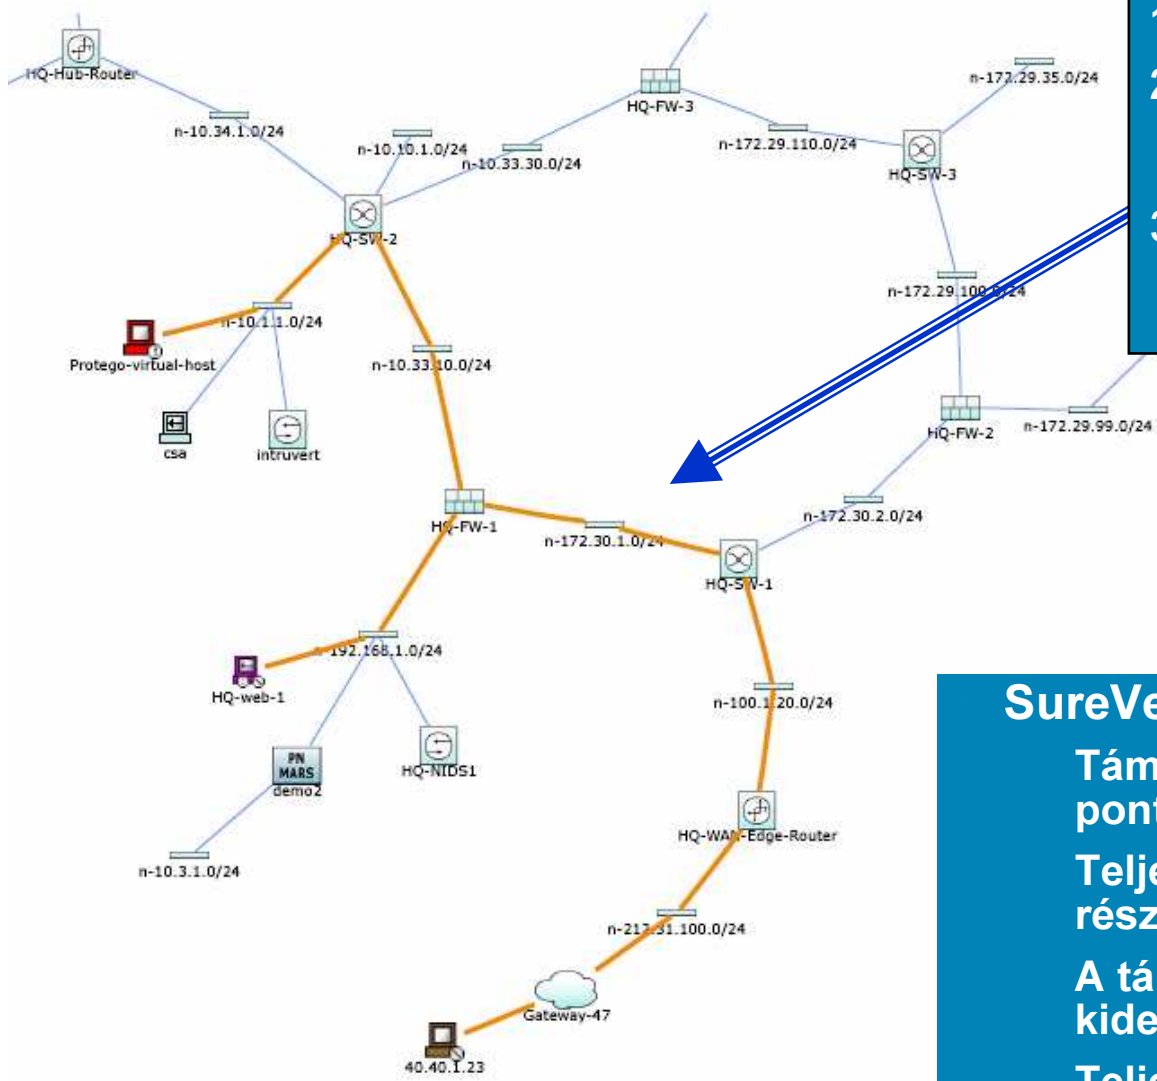 HQ-Hub-Router
n-10.34.1.0/24
n-10.10.1.0/24
n-10.33.30.0/24
HQ-FW-3
n-172.29.110.0/24
n-172.29.35.0/24
HQ-SW-3
HQ-SW-2
n-172.29.100.0/24
n-10.1.1.0/24
Protego-virtual-host
n-10.33.10.0/24
csa
intruvert
HQ-FW-2
n-172.29.99.0/24
n-172.30.2.0/24
HQ-FW-1
n-172.30.1.0/24
HQ-SW-1
n-192.168.1.0/24
HQ-web-1
n-100.1.20.0/24
PN
MARS
demo2
HQ-NIDS1
HQ-WAN-Edge-Router
n-10.3.1.0/24
n-212.31.100.0/24
Gateway-47
40.40.1.23
1
2
3
SureVe
Tám
pont
Telje
rész
A tá
kide
Telje